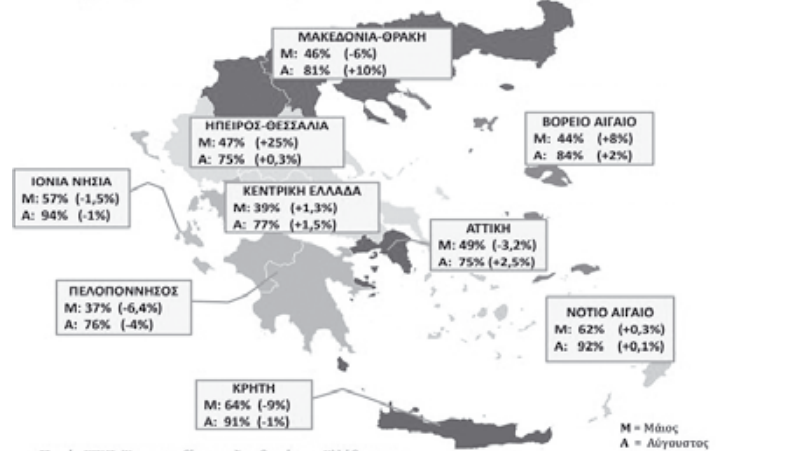 ΜΑΚΕΔΟΝΙΑ-ΘΡΑΚΗ
Μ: 46% (-6%)
Α: 81% (+10%)
ΗΠΕΙΡΟΣ-ΘΕΣΣΑΛΙΑ
Μ: 47% (+25%)
Α: 75% (+0,3%)
ΒΟΡΕΙΟ ΑΙΓΑΙΟ
Μ: 44% (+8%)
Α: 84% (+2%)
ΙΟΝΙΑ ΝΗΣΙΑ
Μ: 57% (-1,5%)
Α: 94% (-1%)
ΚΕΝΤΡΙΚΗ ΕΛΛΑΔΑ
Μ: 39% (+1,3%)
Α: 77% (+1,5%)
ΑΤΤΙΚΗ
Μ: 49% (-3,2%)
Α: 75% (+2,5%)
ΠΕΛΟΠΟΝΝΗΣΟΣ
Μ: 37% (-6,4%)
Α: 76% (-4%)
ΝΟΤΙΟ ΑΙΓΑΙΟ
Μ: 62% (+0,3%)
Α: 92% (+0,1%)
ΚΡΗΤΗ
Μ: 64% (-9%)
Α: 91% (-1%)
Μ = Μάιος
Α = Αύγουστος